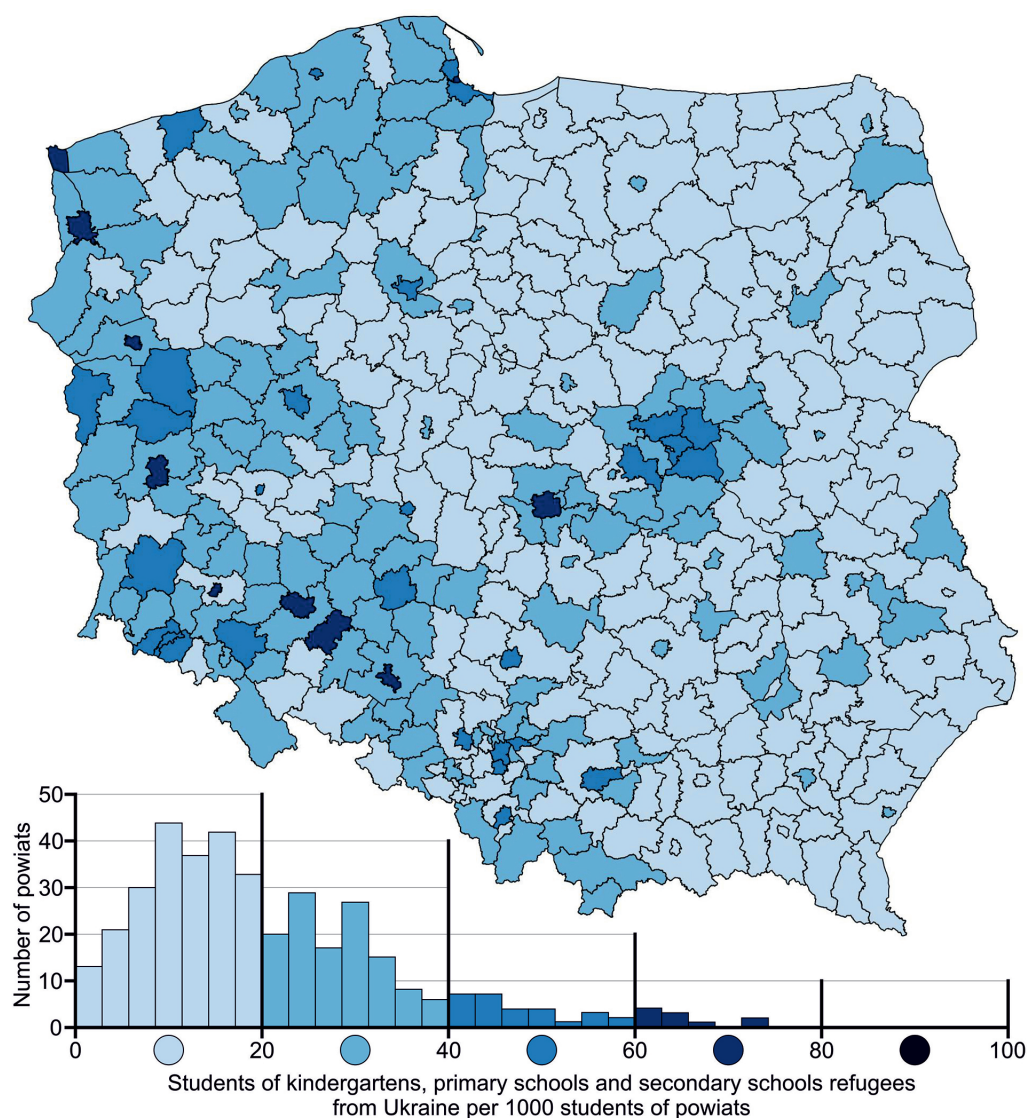 50
40
30
20
10
0
Number of powiats
0 20 40 60 80 100
Students of kindergartens, primary schools and secondary schools refugees
from Ukraine per 1000 students of powiats